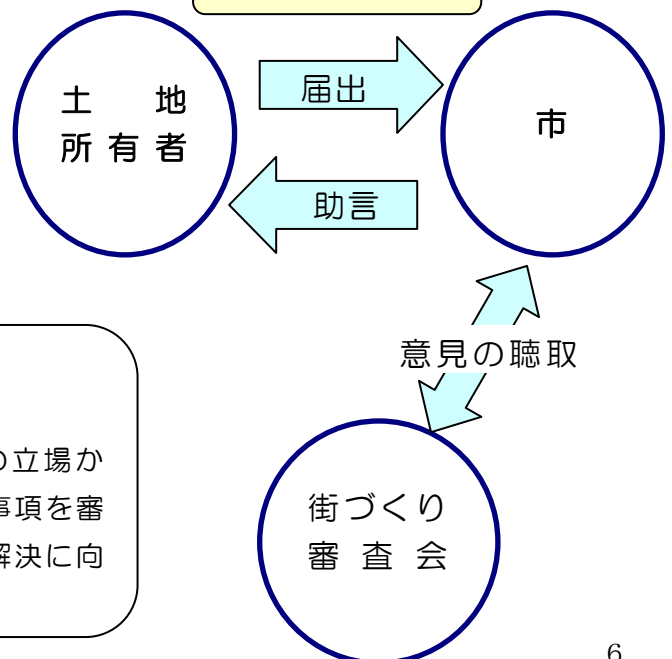 土　地
所有者
届出
市
助言
意見の聴取
の立場か
事項を審
解決に向
街づくり
審査会
6